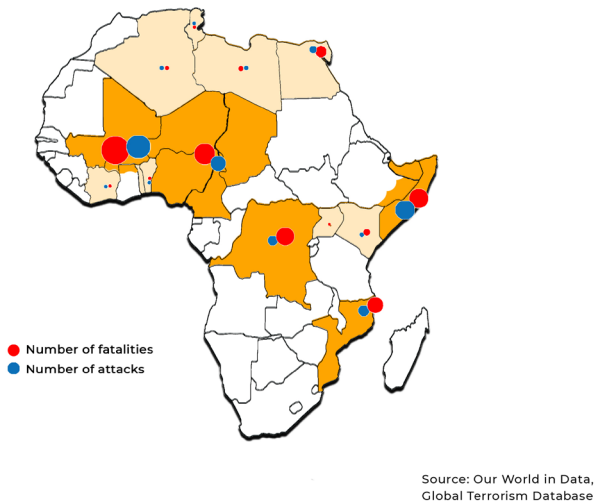 Number of fatalities
Number of attacks
Source: Our World in Data,
Global Terrorism Database